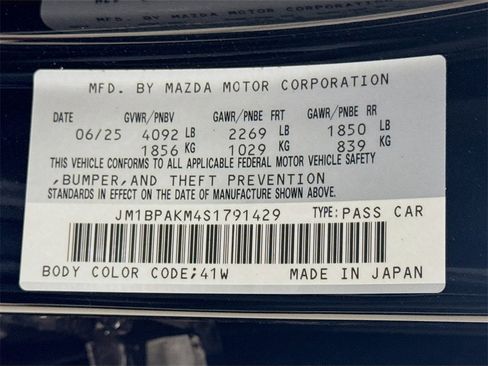 MFD. BY MAZDA MOTOR CORPORATION
DATE GVWR/PNBV GAWR/PNBE FRT GAWR/PNBE RR
06/25 4092 LB 2269 LB 1850 LB
1856 KG 1029 KG 839 KG
THIS VEHICLE CONFORMS TO ALL APPLICABLE FEDERAL MOTOR VEHICLE SAFETY
,BUMPER,AND THEFT PREVENTION
STANDARDS IN EFFECT ON THE DATE OF MANUFACTURE SHOWN ABOVE.
JM1BPAKM4S1791429 TYPE:PASS CAR
BODY COLOR CODE;41W MADE IN JAPAN